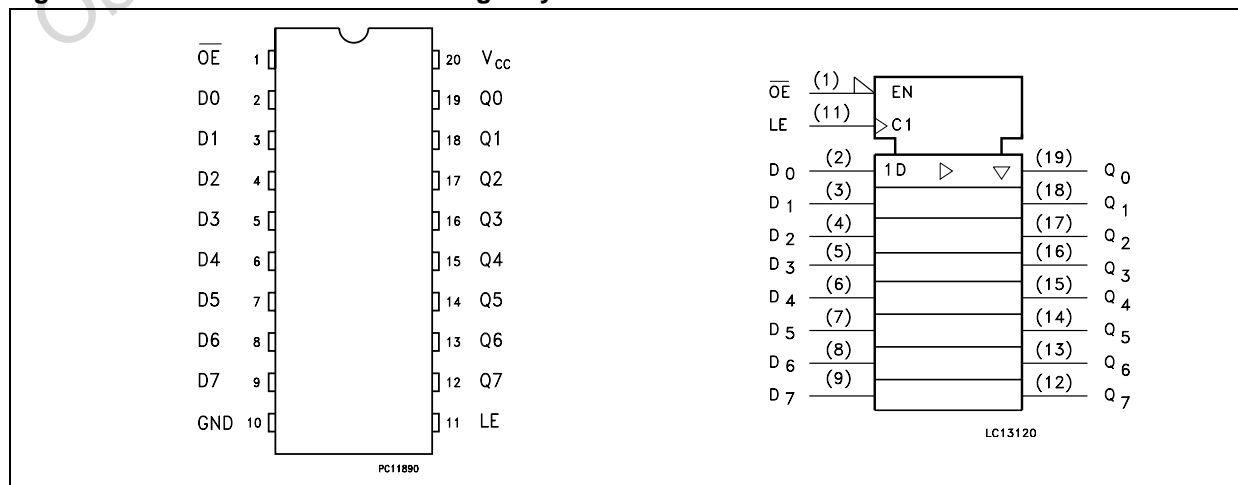 OE 1 20 VCC
D0 2 19 Q0
D1 3 18 Q1
D2 4 17 Q2
D3 5 16 Q3
D4 6 15 Q4
D5 7 14 Q5
D6 8 13 Q6
D7 9 12 Q7
GND 10 11 LE
PC11890
OE (1) EN
LE (11) C1
D0 (2) 1D (19) Q0
D1 (3) (18) Q1
D2 (4) (17) Q2
D3 (5) (16) Q3
D4 (6) (15) Q4
D5 (7) (14) Q5
D6 (8) (13) Q6
D7 (9) (12) Q7
LC13120